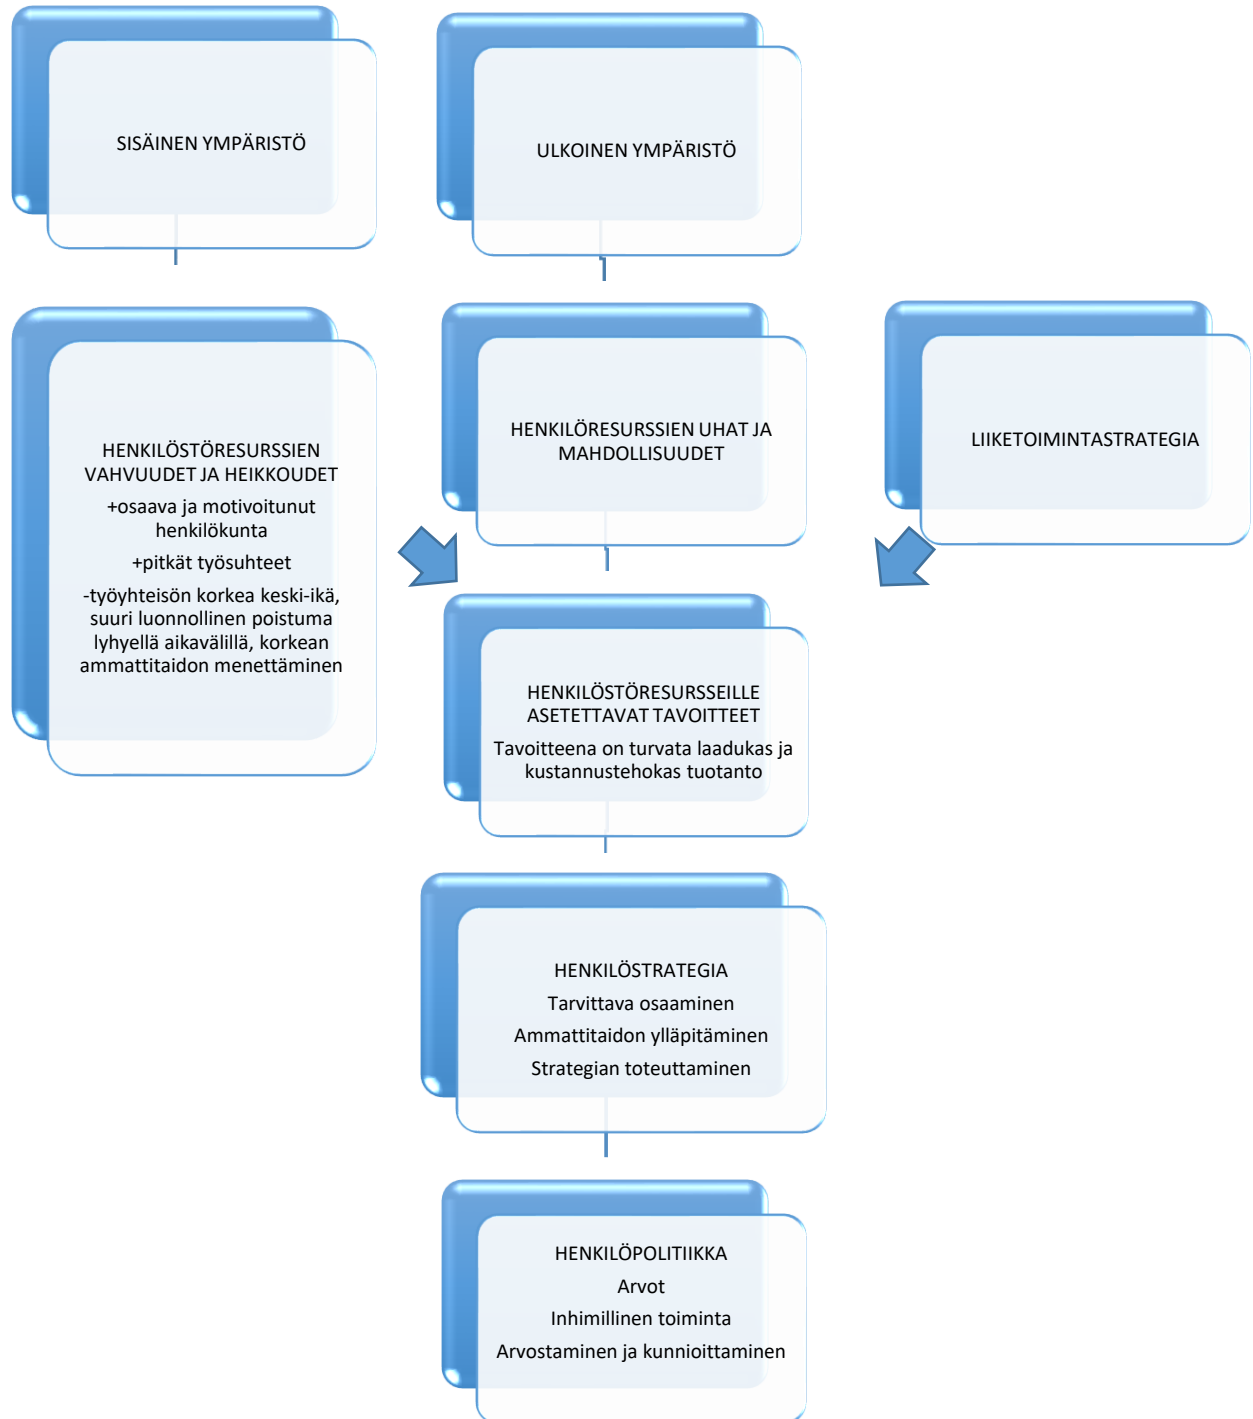 SISÄINEN YMPÄRISTÖ
ULKOINEN YMPÄRISTÖ
HENKILÖSTÖRESURSSIEN
VAHVUUDET JA HEIKKOUDET
+osaava ja motivoitunut
henkilökunta
+pitkät työsuhteet
-työyhteisön korkea keski-ikä,
suuri luonnollinen poistuma
lyhyellä aikavälillä, korkean
ammattitaidon menettäminen
HENKILÖRESURSSIEN UHAT JA
MAHDOLLISUUDET
LIIKETOIMINTASTRATEGIA
HENKILÖSTÖRESURSSEILLE
ASETETTAVAT TAVOITTEET
Tavoitteena on turvata laadukas ja
kustannustehokas tuotanto
HENKILÖSTRATEGIA
Tarvittava osaaminen
Ammattitaidon ylläpitäminen
Strategian toteuttaminen
HENKILÖPOLITIIKKA
Arvot
Inhimillinen toiminta
Arvostaminen ja kunnioittaminen